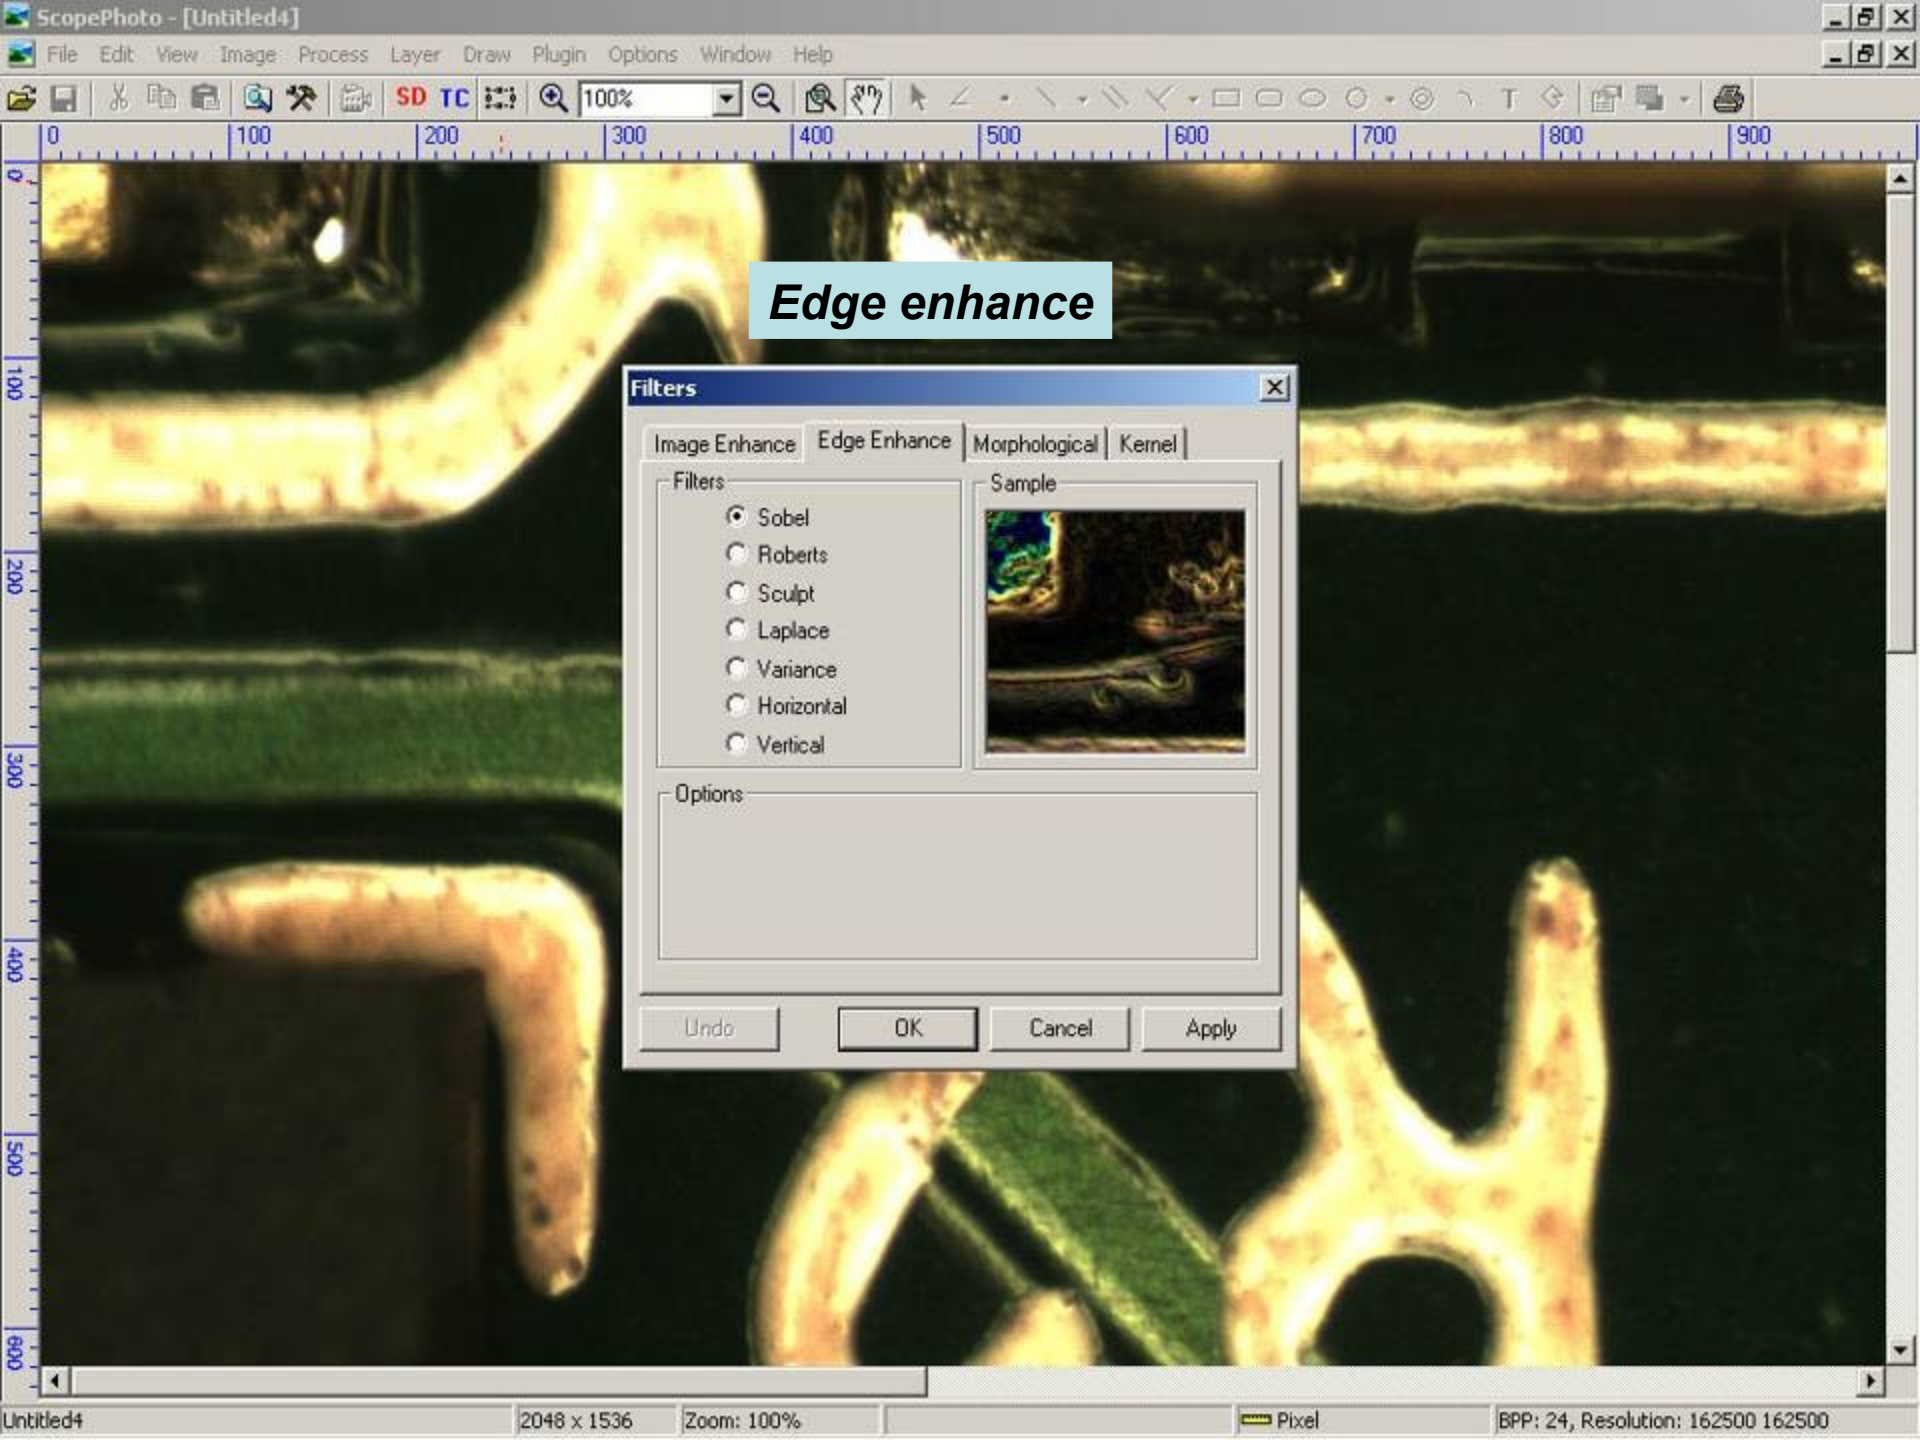 ScopePhoto - [Untitled4]
File Edit View Image Process Layer Draw Plugin Options Window Help
SD TC 100% T
0 100 200 300 400 500 600 700 800 900
0
100
200
300
400
500
600
Edge enhance
Filters
Image Enhance Edge Enhance Morphological Kernel
Filters Sample
Sobel
Roberts
Sculpt
Laplace
Variance
Horizontal
Vertical
Options
Undo OK Cancel Apply
Untitled4 2048 x 1536 Zoom: 100% Pixel BPP: 24, Resolution: 162500 162500